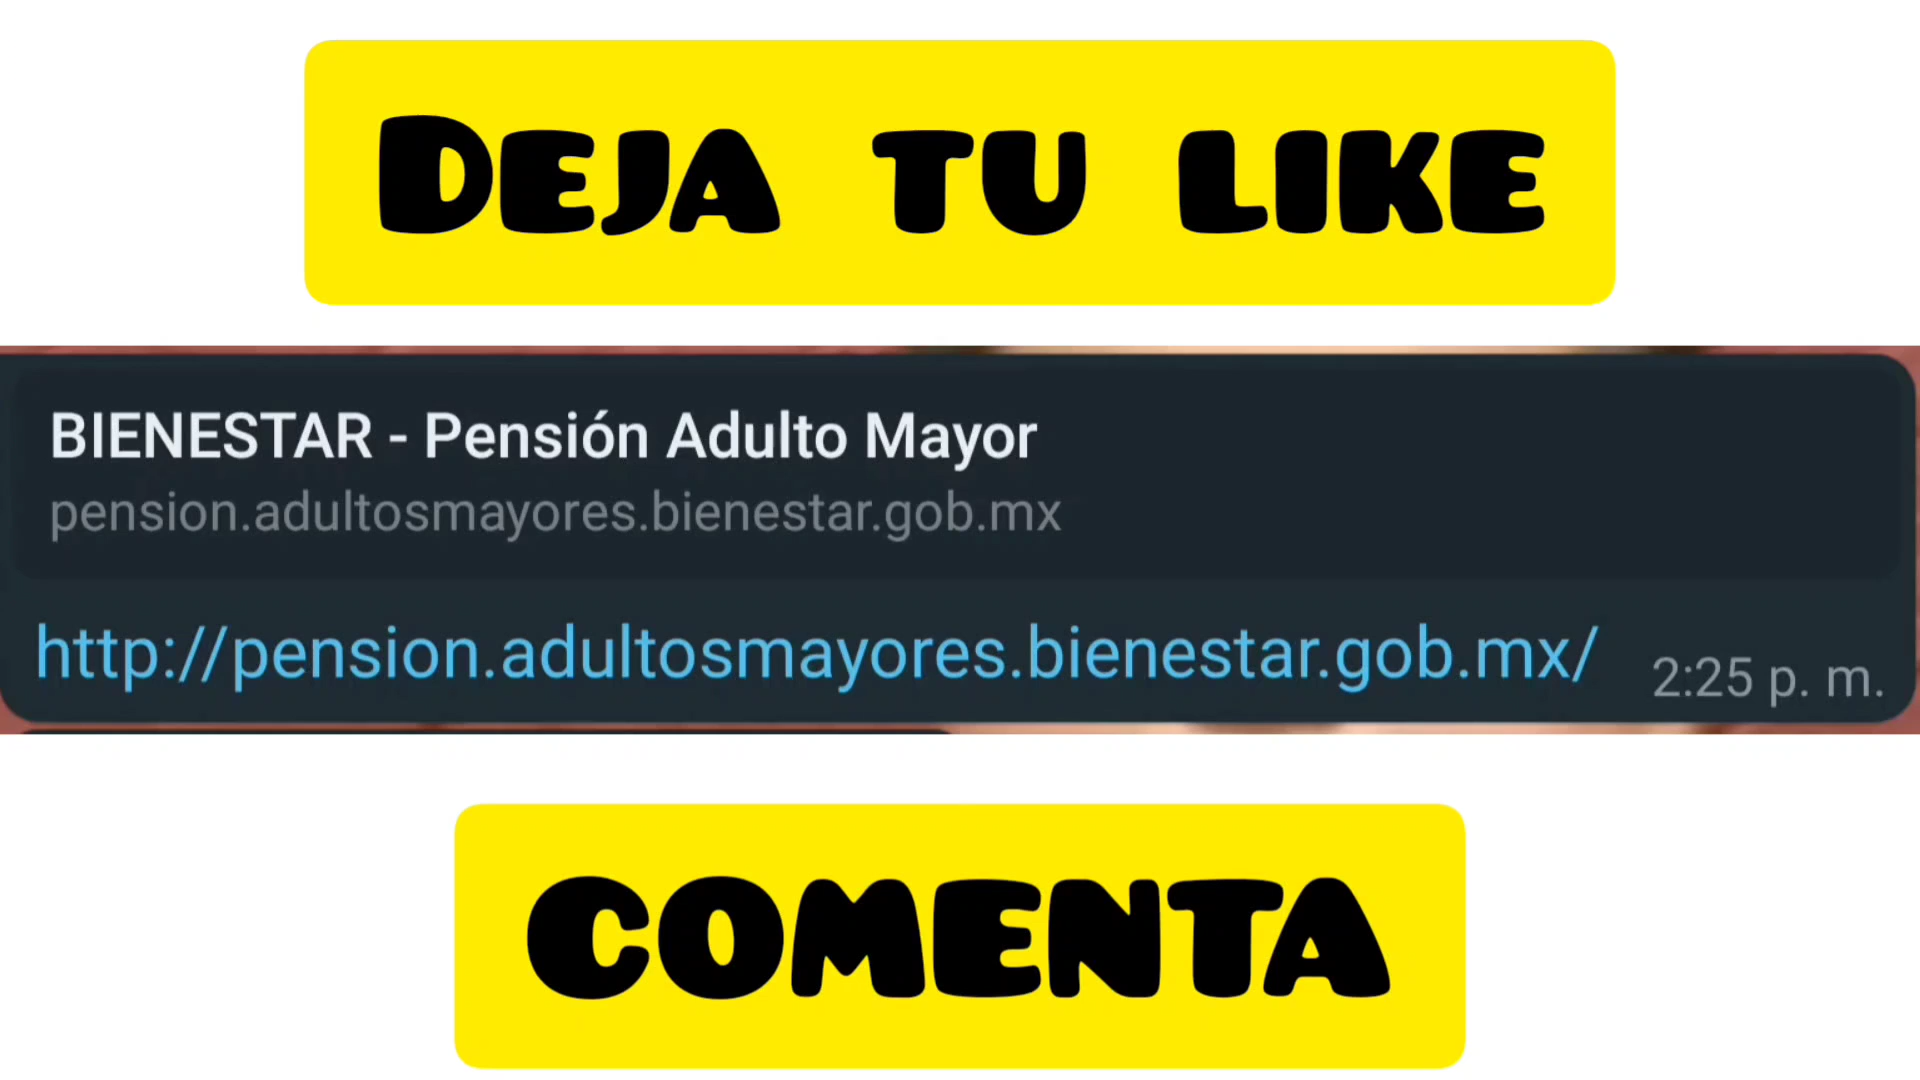 DEJA TU LIKE
BIENESTAR - Pensión Adulto Mayor
pension.adultosmayores.bienestar.gob.mx
http://pension.adultosmayores.bienestar.gob.mx/ 2:25 p. m.
COMENTA